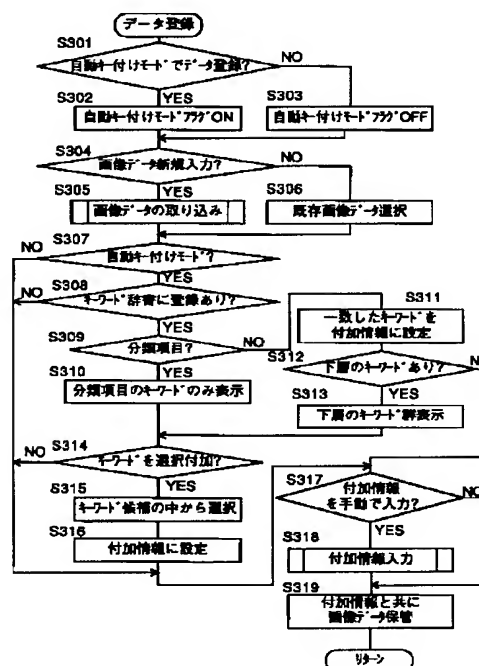 データ登録
S301
自動キー付けモードでデータ登録?
NO
YES
S302
自動キー付けモードフラグON
S303
自動キー付けモードフラグOFF
S304
画像データ新規入力?
NO
YES
S305
画像データの取り込み
S306
既存画像データ選択
S307
自動キー付けモード?
NO
YES
S308
キーワード辞書に登録あり?
NO
YES
S309
分類項目?
NO
YES
S310
分類項目のキーワードのみ表示
S311
一致したキーワードを
付加情報に設定
S312
下層のキーワードあり?
NO
YES
S313
下層のキーワード群表示
S314
キーワードを選択付加?
NO
YES
S315
キーワード候補の中から選択
S316
付加情報に設定
S317
付加情報
を手動で入力?
NO
YES
S318
付加情報入力
S319
付加情報と共に
画像データ保管
リターン